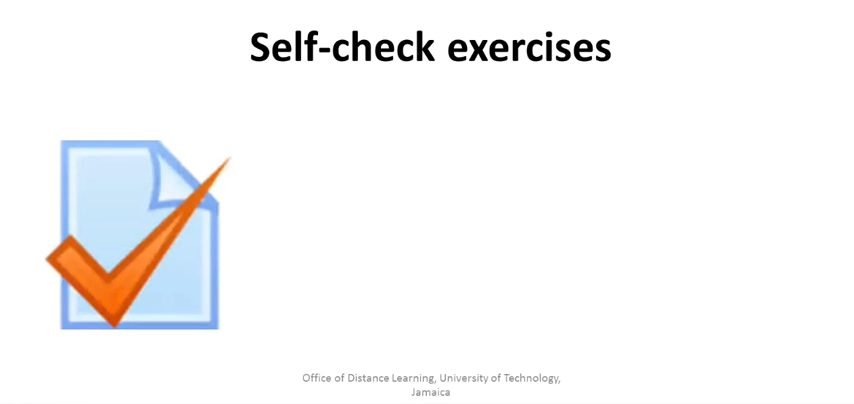 Self-check exercises
Office of Distance Learning, University of Technology,
Jamaica